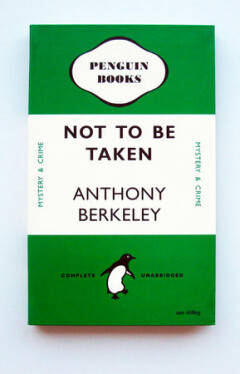 PENGUIN
BOOKS
NOT TO BE
TAKEN
ANTHONY
BERKELEY
MYSTERY & CRIME
MYSTERY & CRIME
COMPLETE UNABRIDGED
one shilling